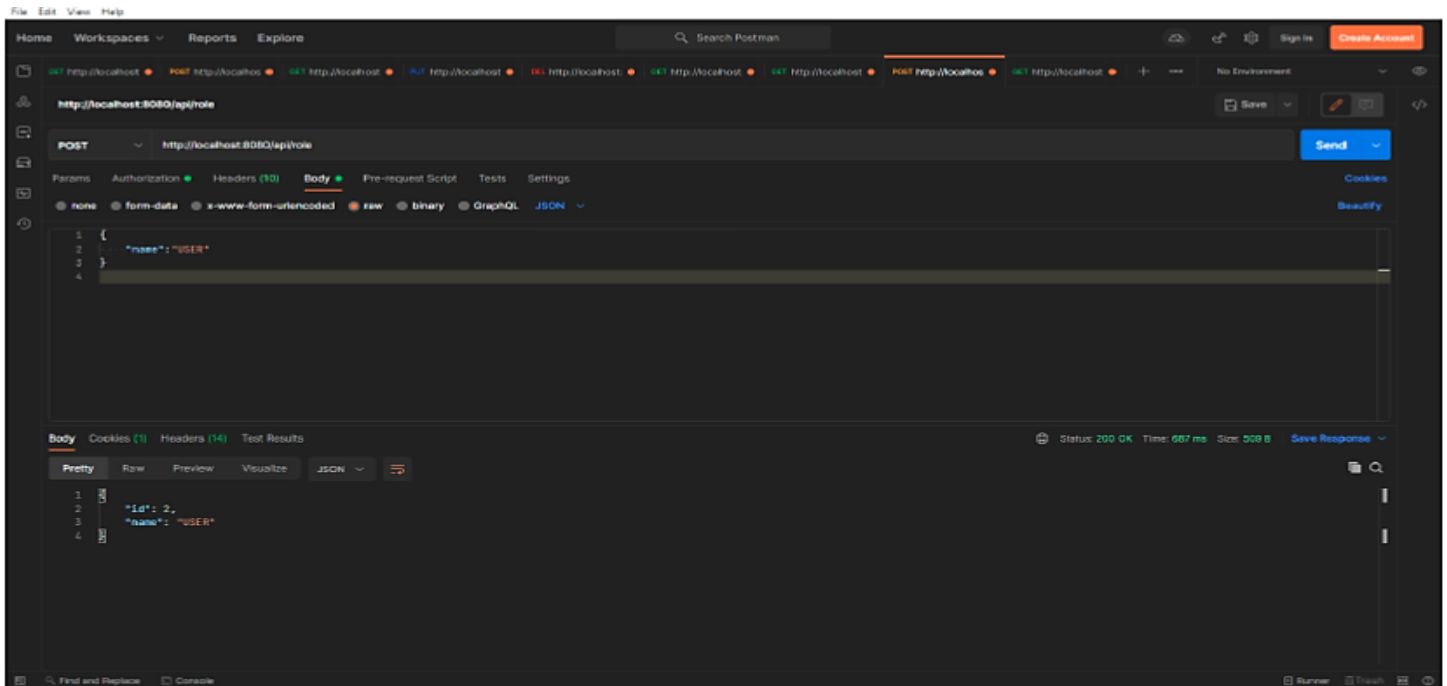 File Edit View Help
Home Workspaces Reports Explore Search Postman Sign In Create Account
GET http://localhost POST http://localhos GET http://localhost PUT http://localhost DEL http://localhost GET http://localhost GET http://localhost POST http://localhos GET http://localhost + No Environment
http://localhost:8080/api/role Save
POST http://localhost:8080/api/role Send
Params Authorization Headers (10) Body Pre-request Script Tests Settings Cookies
none form-data x-www-form-urlencoded raw binary GraphQL JSON Beautify
1 {
2 "name":"USER"
3 }
4
Body Cookies (1) Headers (14) Test Results Status: 200 OK Time: 687 ms Size: 509 B Save Response
Pretty Raw Preview Visualize JSON
1 {
2 "id": 2,
3 "name": "USER"
4 }
Find and Replace Console Runner Trash